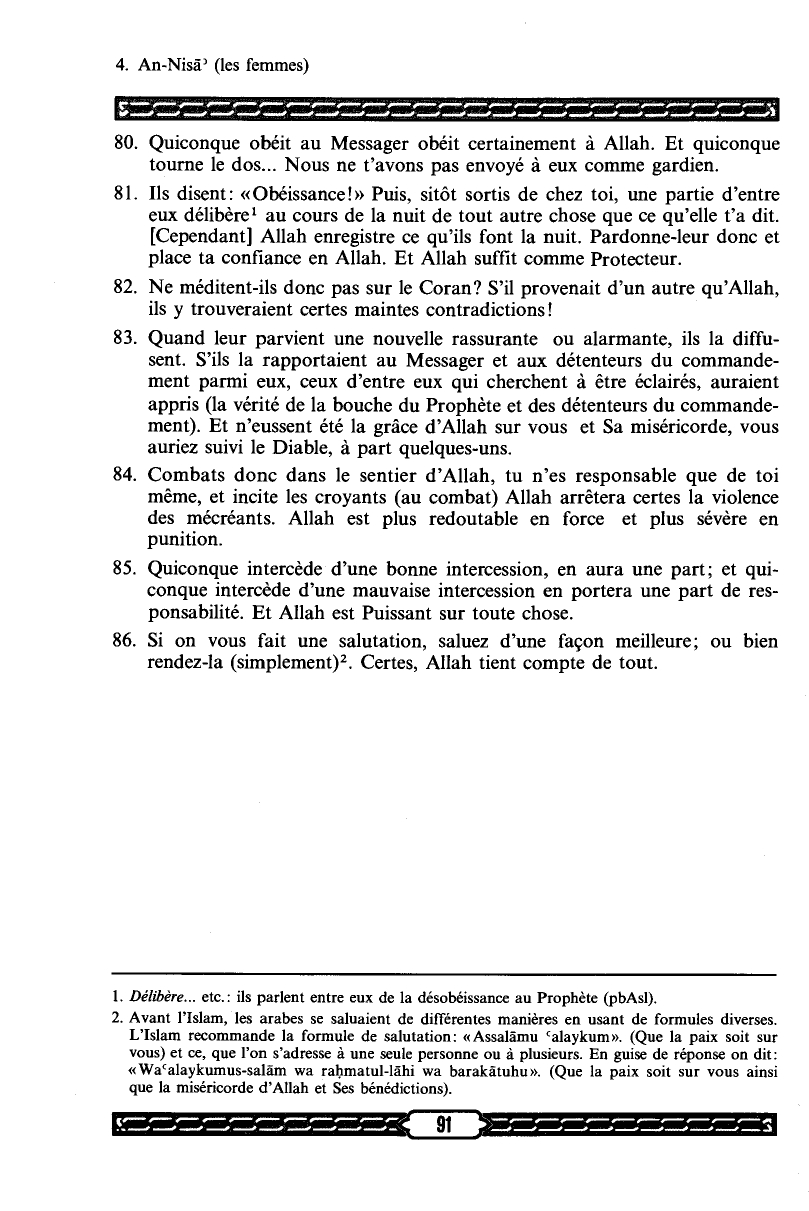 4. An-Nisāʾ (les femmes)
80. Quiconque obéit au Messager obéit certainement à Allah. Et quiconque
tourne le dos... Nous ne t'avons pas envoyé à eux comme gardien.
81. Ils disent: «Obéissance!» Puis, sitôt sortis de chez toi, une partie d'entre
eux délibère¹ au cours de la nuit de tout autre chose que ce qu'elle t'a dit.
[Cependant] Allah enregistre ce qu'ils font la nuit. Pardonne-leur donc et
place ta confiance en Allah. Et Allah suffit comme Protecteur.
82. Ne méditent-ils donc pas sur le Coran? S'il provenait d'un autre qu'Allah,
ils y trouveraient certes maintes contradictions!
83. Quand leur parvient une nouvelle rassurante ou alarmante, ils la diffu-
sent. S'ils la rapportaient au Messager et aux détenteurs du commande-
ment parmi eux, ceux d'entre eux qui cherchent à être éclairés, auraient
appris (la vérité de la bouche du Prophète et des détenteurs du commande-
ment). Et n'eussent été la grâce d'Allah sur vous et Sa miséricorde, vous
auriez suivi le Diable, à part quelques-uns.
84. Combats donc dans le sentier d'Allah, tu n'es responsable que de toi
même, et incite les croyants (au combat) Allah arrêtera certes la violence
des mécréants. Allah est plus redoutable en force et plus sévère en
punition.
85. Quiconque intercède d'une bonne intercession, en aura une part; et qui-
conque intercède d'une mauvaise intercession en portera une part de res-
ponsabilité. Et Allah est Puissant sur toute chose.
86. Si on vous fait une salutation, saluez d'une façon meilleure; ou bien
rendez-la (simplement)². Certes, Allah tient compte de tout.
1. Délibère... etc.: ils parlent entre eux de la désobéissance au Prophète (pbAsl).
2. Avant l'Islam, les arabes se saluaient de différentes manières en usant de formules diverses.
L'Islam recommande la formule de salutation: «Assalāmu ʿalaykum». (Que la paix soit sur
vous) et ce, que l'on s'adresse à une seule personne ou à plusieurs. En guise de réponse on dit:
«Waʿalaykumus-salām wa raḥmatul-lāhi wa barakātuhu». (Que la paix soit sur vous ainsi
que la miséricorde d'Allah et Ses bénédictions).
91